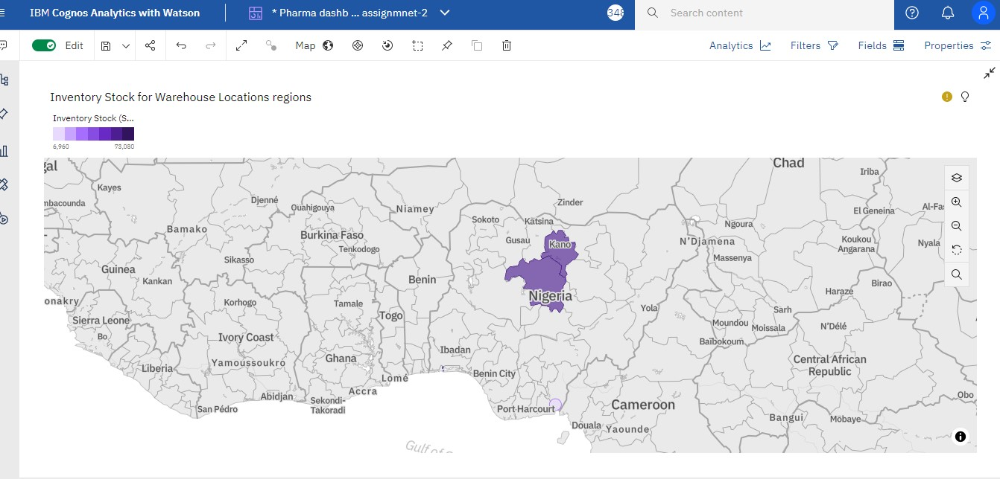 IBM Cognos Analytics with Watson
* Pharma dashb ... assignmnet-2
348
Search content
Edit
Map
Analytics
Filters
Fields
Properties
Inventory Stock for Warehouse Locations regions
Inventory Stock (S...
6,960
73,080
gal
Chad
Iriba
Kayes
mbacounda
Djenné
Ouahigouya
Niamey
Zinder
El Geneina
Al-Fas
Bamako
Sokoto
Katsina
Ngoura
Burkina Faso
Gusau
Kano
N'Djamena
Koukou
Angarana
Nyala
Tenkodogo
Sikasso
Massenya
Guinea
Kankan
Benin
Birao
Haraze
onakry
Korhogo
Tamale
Nigeria
Yola
Sarh
Sierra Leone
Togo
Moundou
Moissala
N'Délé
Bo
Ivory Coast
Baïbokoum
Ghana
Ibadan
Yamoussoukro
Central African
Republic
Liberia
Benin City
Lomé
Accra
Abidjan
Sekondi-
Takoradi
Obo
San Pédro
Port Harcourt
Cameroon
Bangui
Mobaye
Douala
Yaounde
Gulf of